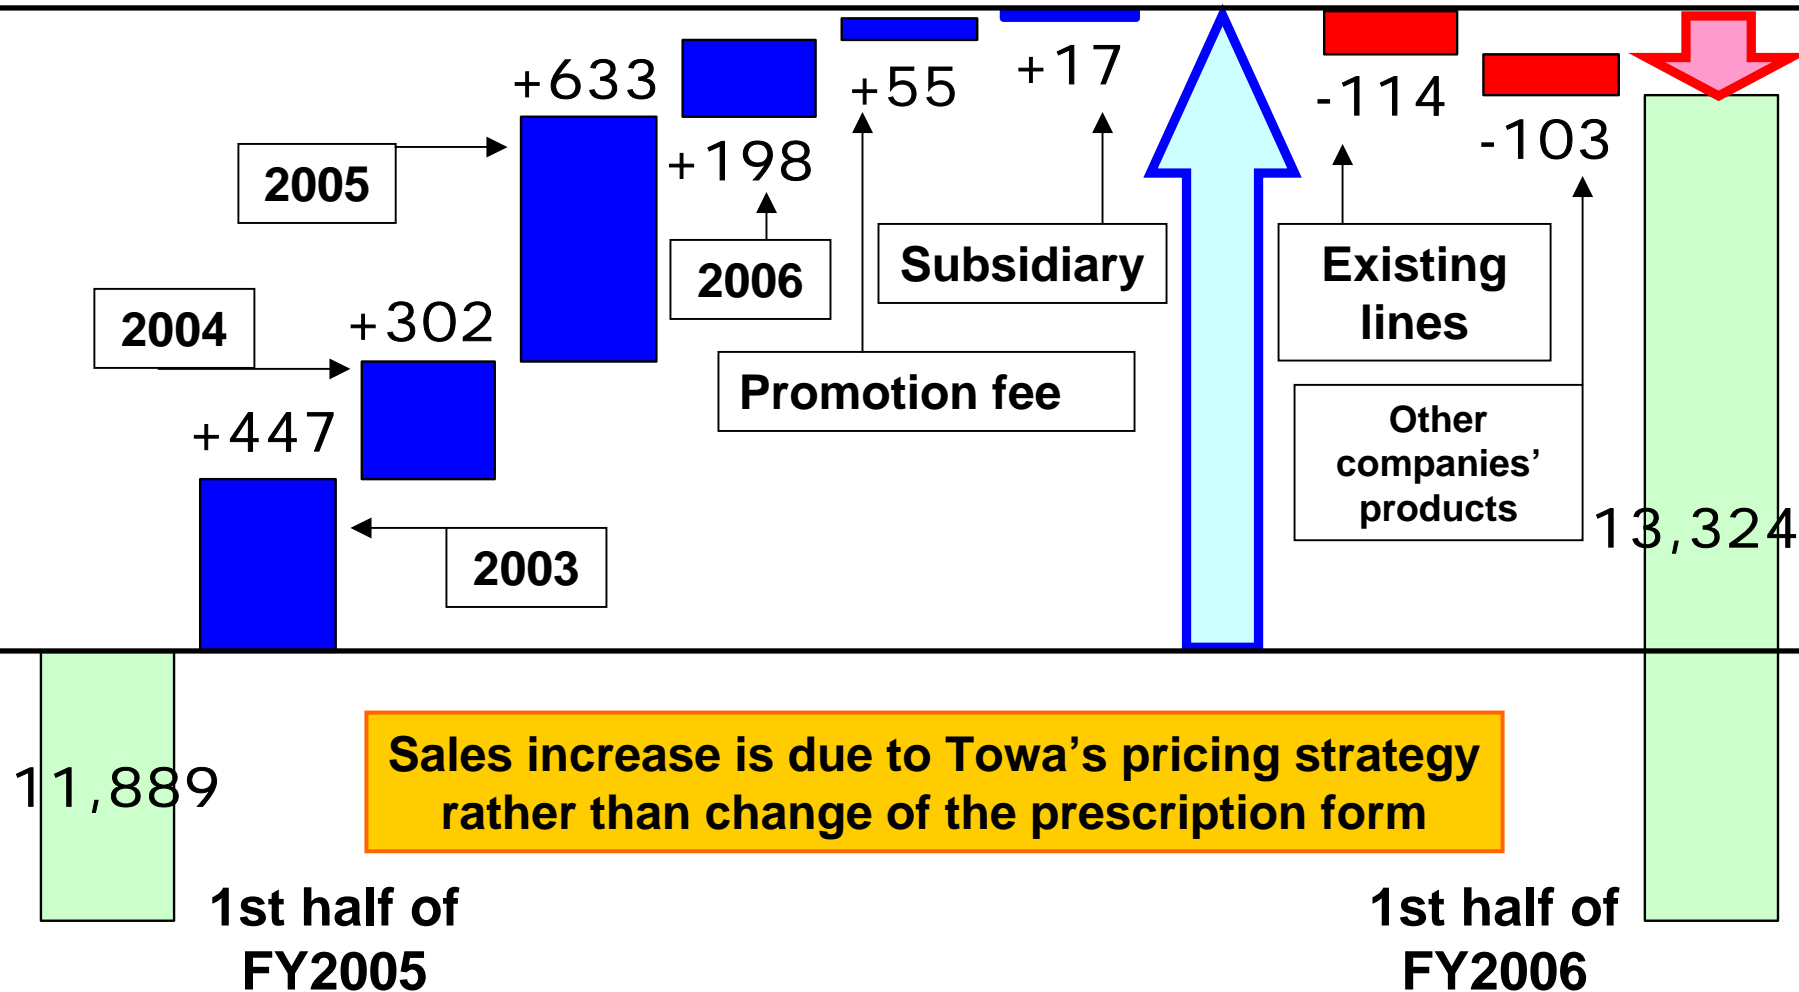 +633
+55
+17
-114
-103
+198
2005
2006
Subsidiary
Existing
lines
2004
+302
Promotion fee
+447
Other
companies’
products
2003
13,324
11,889
Sales increase is due to Towa’s pricing strategy
rather than change of the prescription form
1st half of
FY2005
1st half of
FY2006